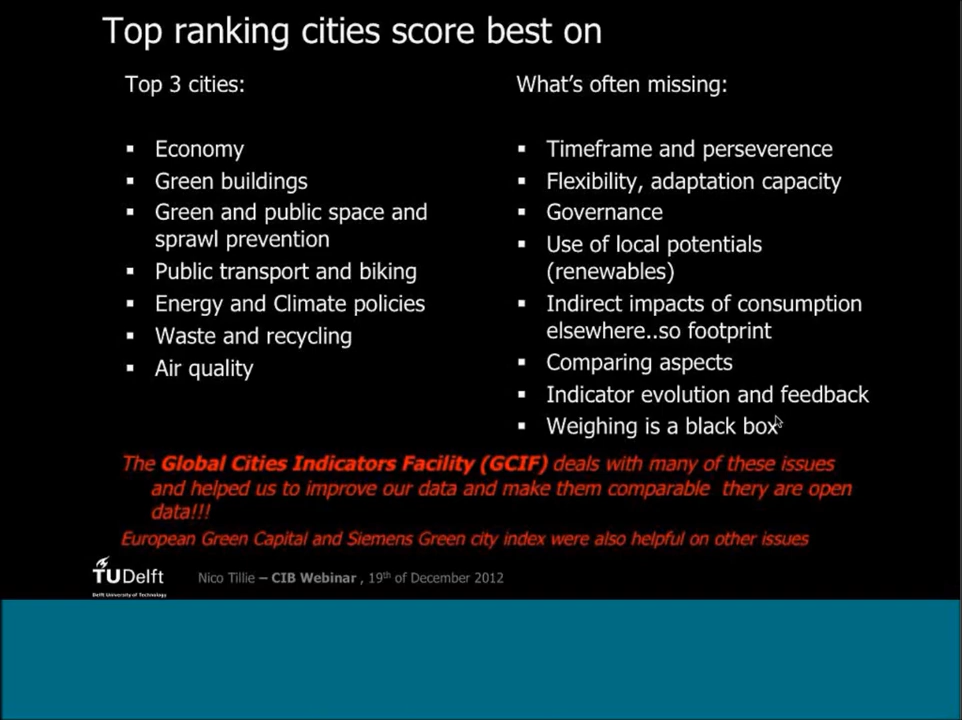 Top ranking cities score best on
Top 3 cities:
▪ Economy
▪ Green buildings
▪ Green and public space and
sprawl prevention
▪ Public transport and biking
▪ Energy and Climate policies
▪ Waste and recycling
▪ Air quality
What's often missing:
▪ Timeframe and perseverence
▪ Flexibility, adaptation capacity
▪ Governance
▪ Use of local potentials
(renewables)
▪ Indirect impacts of consumption
elsewhere..so footprint
▪ Comparing aspects
▪ Indicator evolution and feedback
▪ Weighing is a black box
The Global Cities Indicators Facility (GCIF) deals with many of these issues
and helped us to improve our data and make them comparable thery are open
data!!!
European Green Capital and Siemens Green city index were also helpful on other issues
TUDelft
Delft University of Technology
Nico Tillie – CIB Webinar , 19th of December 2012